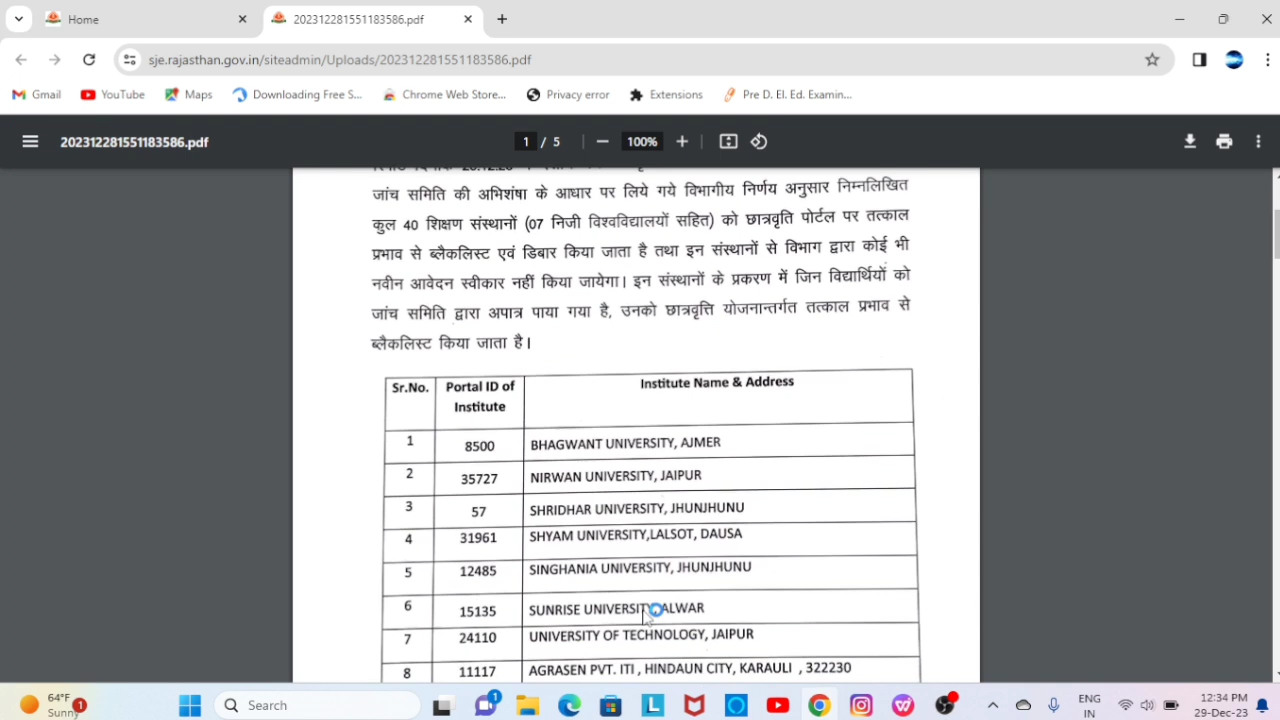 Home
202312281551183586.pdf
sje.rajasthan.gov.in/siteadmin/Uploads/202312281551183586.pdf
Gmail
YouTube
Maps
Downloading Free S...
Chrome Web Store...
Privacy error
Extensions
Pre D. El. Ed. Examin...
202312281551183586.pdf
1 / 5
100%
जांच समिति की अभिशंषा के आधार पर लिये गये विभागीय निर्णय अनुसार निम्नलिखित
कुल 40 शिक्षण संस्थानों (07 निजी विश्वविद्यालयों सहित) को छात्रवृति पोर्टल पर तत्काल
प्रभाव से ब्लैकलिस्ट एवं डिबार किया जाता है तथा इन संस्थानों से विभाग द्वारा कोई भी
नवीन आवेदन स्वीकार नहीं किया जायेगा। इन संस्थानों के प्रकरण में जिन विद्यार्थियों को
जांच समिति द्वारा अपात्र पाया गया है, उनको छात्रवृत्ति योजनान्तर्गत तत्काल प्रभाव से
ब्लैकलिस्ट किया जाता है।
Sr.No. Portal ID of Institute Institute Name & Address
1 8500 BHAGWANT UNIVERSITY, AJMER
2 35727 NIRWAN UNIVERSITY, JAIPUR
3 57 SHRIDHAR UNIVERSITY, JHUNJHUNU
4 31961 SHYAM UNIVERSITY,LALSOT, DAUSA
5 12485 SINGHANIA UNIVERSITY, JHUNJHUNU
6 15135 SUNRISE UNIVERSITY, ALWAR
7 24110 UNIVERSITY OF TECHNOLOGY, JAIPUR
8 11117 AGRASEN PVT. ITI , HINDAUN CITY, KARAULI , 322230
64°F
Sunny
1
Search
1
ENG
IN
12:34 PM
29-Dec-23